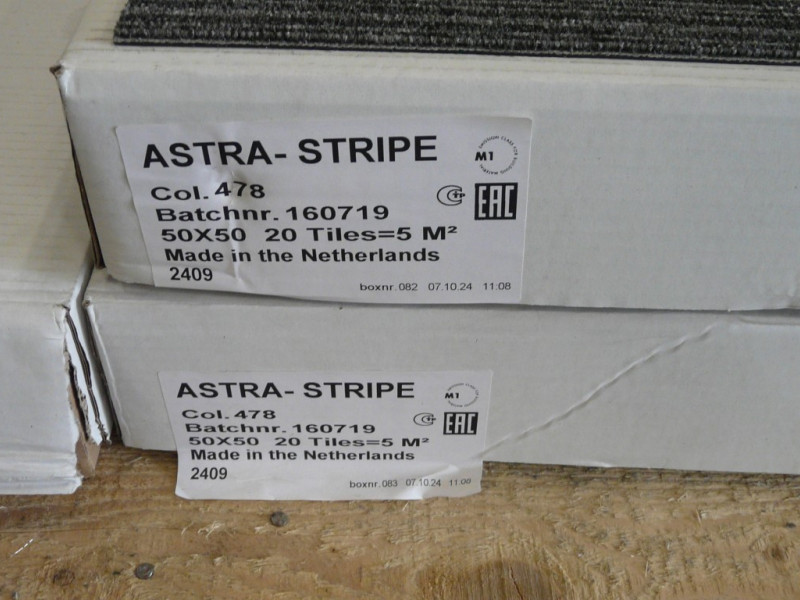 ASTRA- STRIPE
M1
Col. 478
Batchnr. 160719
50X50 20 Tiles=5 M²
Made in the Netherlands
2409
EAC
boxnr. 082 07.10.24 11:08
ASTRA- STRIPE
M1
Col. 478
Batchnr. 160719
50X50 20 Tiles=5 M²
Made in the Netherlands
2409
EAC
boxnr. 083 07.10.24